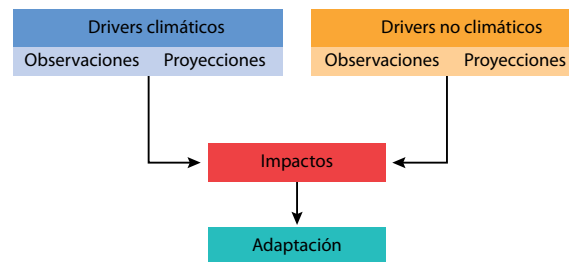 Drivers climáticos
Observaciones Proyecciones
Drivers no climáticos
Observaciones Proyecciones
Impactos
Adaptación